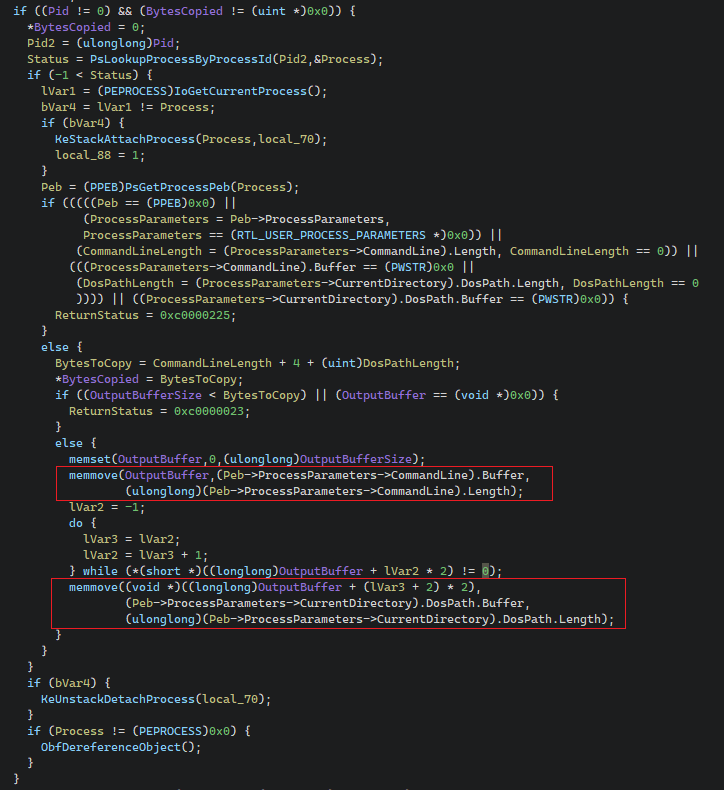 if ((Pid != 0) && (BytesCopied != (uint *)0x0)) {
*BytesCopied = 0;
Pid2 = (ulonglong)Pid;
Status = PsLookupProcessByProcessId(Pid2,&Process);
if (-1 < Status) {
lVar1 = (PEPROCESS)IoGetCurrentProcess();
bVar4 = lVar1 != Process;
if (bVar4) {
KeStackAttachProcess(Process,local_70);
local_88 = 1;
}
Peb = (PPEB)PsGetProcessPeb(Process);
if (((((Peb == (PPEB)0x0) ||
(ProcessParameters = Peb->ProcessParameters,
ProcessParameters == (RTL_USER_PROCESS_PARAMETERS *)0x0)) ||
(CommandLineLength = (ProcessParameters->CommandLine).Length, CommandLineLength == 0)) ||
(((ProcessParameters->CommandLine).Buffer == (PWSTR)0x0 ||
(DosPathLength = (ProcessParameters->CurrentDirectory).DosPath.Length, DosPathLength == 0
)))) || ((ProcessParameters->CurrentDirectory).DosPath.Buffer == (PWSTR)0x0)) {
ReturnStatus = 0xc0000225;
}
else {
BytesToCopy = CommandLineLength + 4 + (uint)DosPathLength;
*BytesCopied = BytesToCopy;
if ((OutputBufferSize < BytesToCopy) || (OutputBuffer == (void *)0x0)) {
ReturnStatus = 0xc0000023;
}
else {
memset(OutputBuffer,0,(ulonglong)OutputBufferSize);
memmove(OutputBuffer,(Peb->ProcessParameters->CommandLine).Buffer,
(ulonglong)(Peb->ProcessParameters->CommandLine).Length);
lVar2 = -1;
do {
lVar3 = lVar2;
lVar2 = lVar3 + 1;
} while (*(short *)((longlong)OutputBuffer + lVar2 * 2) != 0);
memmove((void *)((longlong)OutputBuffer + (lVar3 + 2) * 2),
(Peb->ProcessParameters->CurrentDirectory).DosPath.Buffer,
(ulonglong)(Peb->ProcessParameters->CurrentDirectory).DosPath.Length);
}
}
}
if (bVar4) {
KeUnstackDetachProcess(local_70);
}
if (Process != (PEPROCESS)0x0) {
ObfDereferenceObject();
}
}